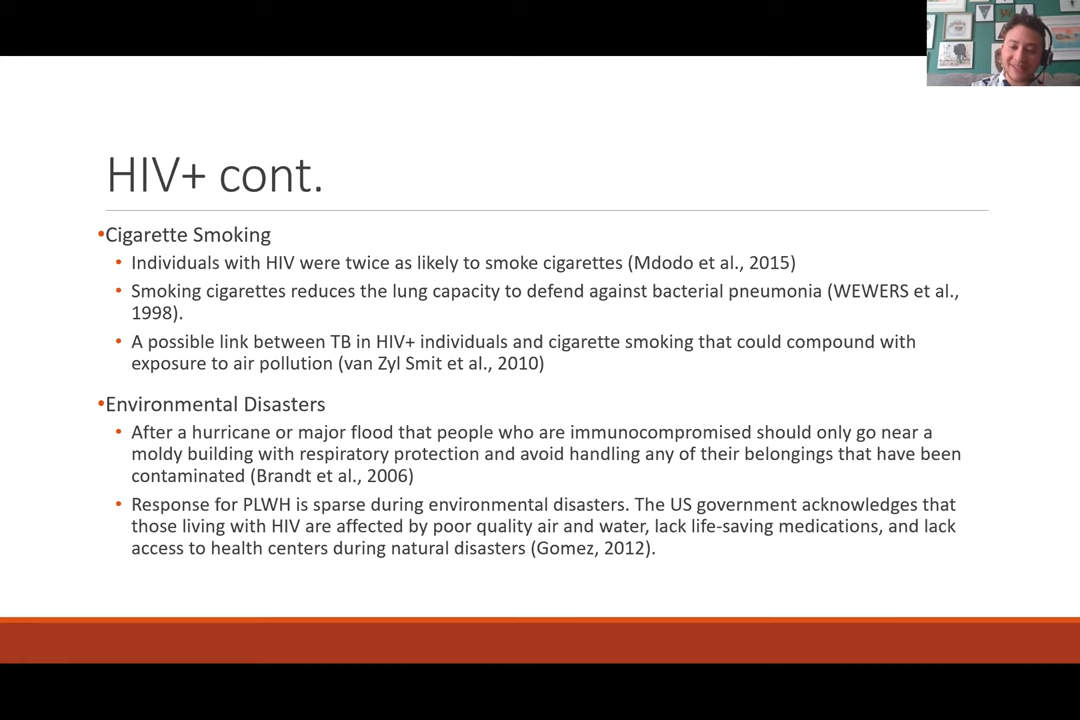 HIV+ cont.
•Cigarette Smoking
• Individuals with HIV were twice as likely to smoke cigarettes (Mdodo et al., 2015)
• Smoking cigarettes reduces the lung capacity to defend against bacterial pneumonia (WEWERS et al.,
1998).
• A possible link between TB in HIV+ individuals and cigarette smoking that could compound with
exposure to air pollution (van Zyl Smit et al., 2010)
•Environmental Disasters
• After a hurricane or major flood that people who are immunocompromised should only go near a
moldy building with respiratory protection and avoid handling any of their belongings that have been
contaminated (Brandt et al., 2006)
• Response for PLWH is sparse during environmental disasters. The US government acknowledges that
those living with HIV are affected by poor quality air and water, lack life-saving medications, and lack
access to health centers during natural disasters (Gomez, 2012).